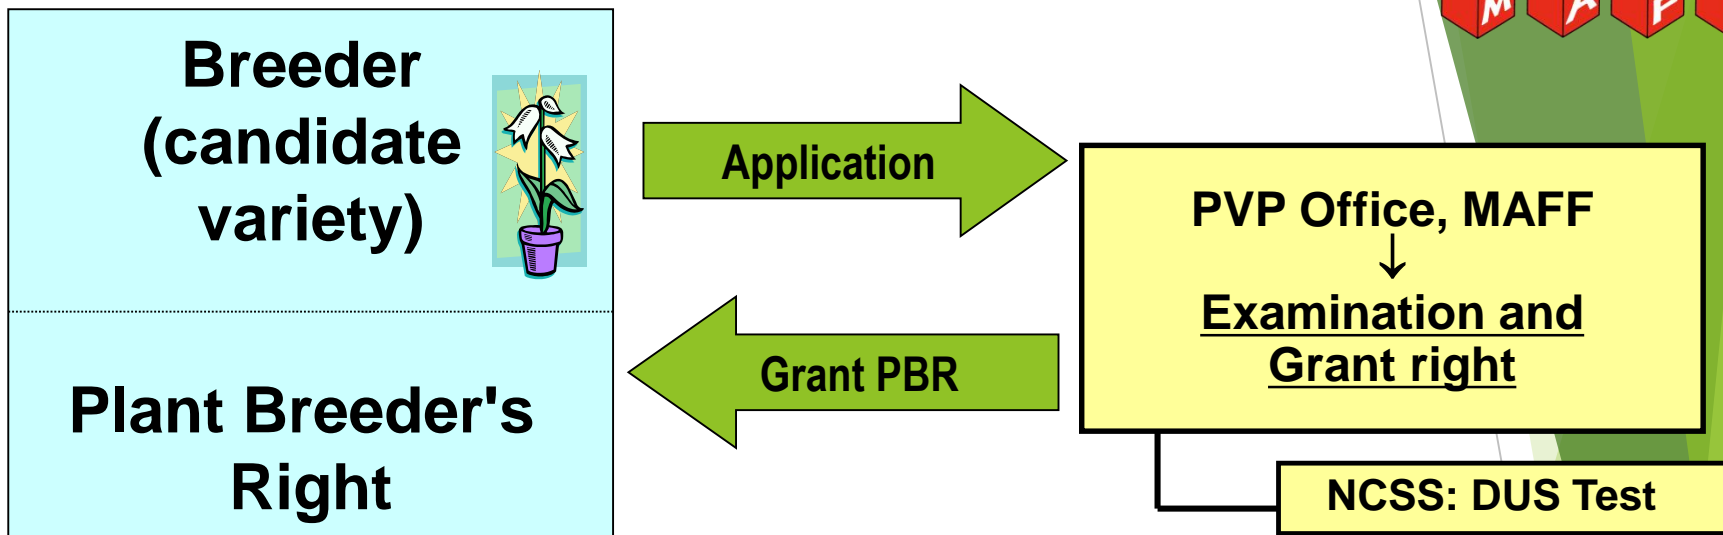 M A F
Breeder
(candidate
variety)
Application
PVP Office, MAFF
↓
Examination and
Grant right
Grant PBR
Plant Breeder's
Right
NCSS: DUS Test